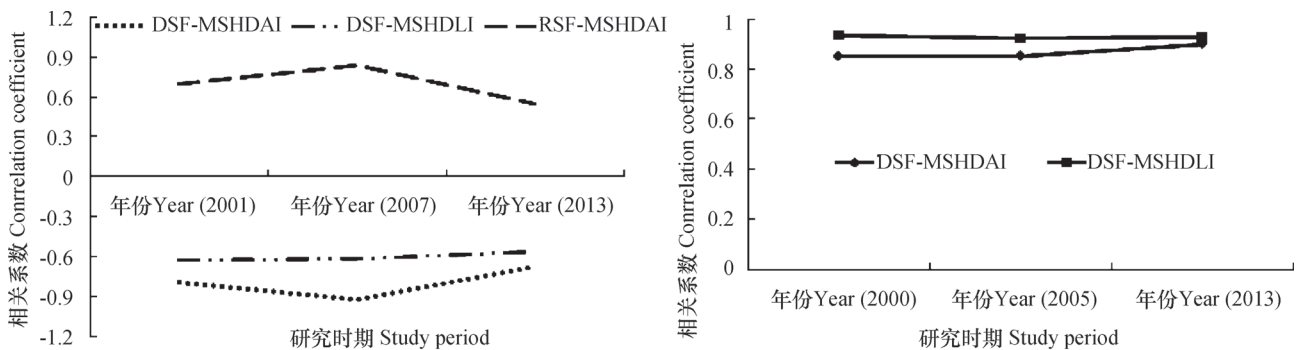 DSF-MSHDAI DSF-MSHDLI RSF-MSHDAI
相关系数 Conrrelation coefficient
1.2
0.9
0.6
0.3
0
-0.3
-0.6
-0.9
-1.2
年份Year (2001) 年份Year (2007) 年份Year (2013)
研究时期 Study period
相关系数 Conrrelation coefficient
1
0.8
0.6
0.4
0.2
0
DSF-MSHDAI DSF-MSHDLI
年份Year (2000) 年份Year (2005) 年份Year (2013)
研究时期 Study period